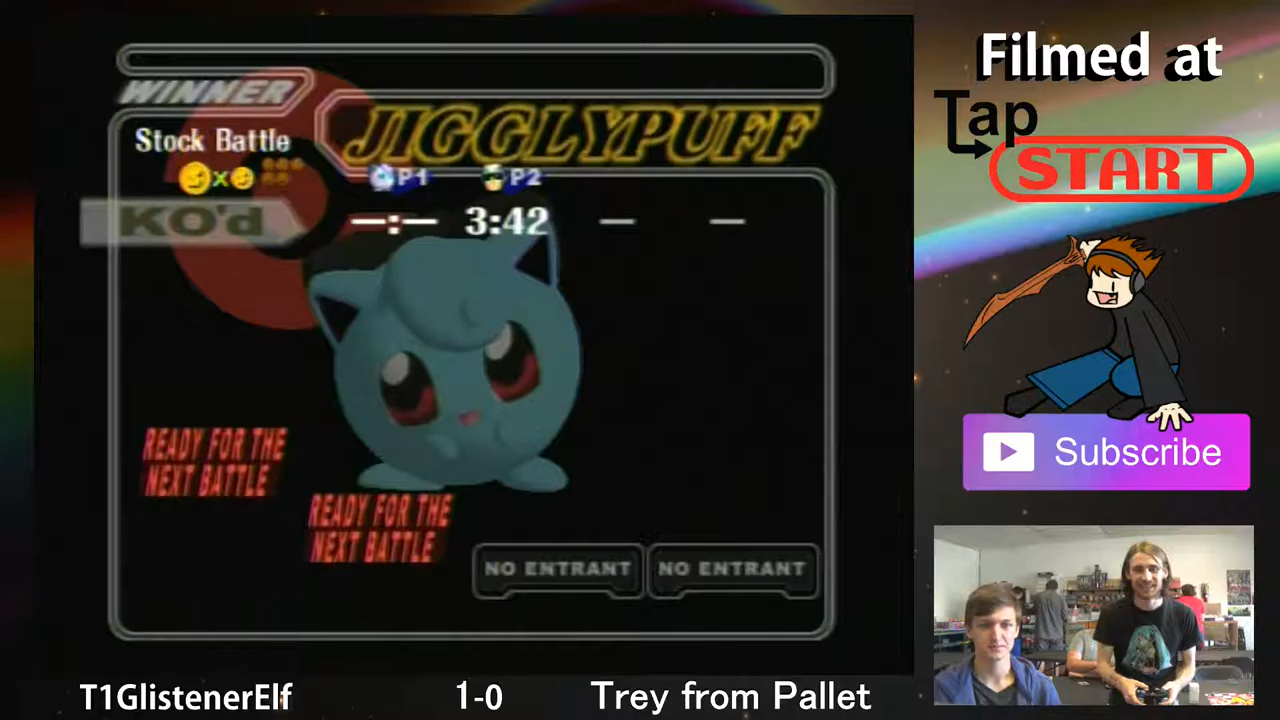 WINNER
JIGGLYPUFF
Stock Battle
x
P1
P2
KO'd
—:—
3:42
—
—
READY FOR THE
NEXT BATTLE
READY FOR THE
NEXT BATTLE
NO ENTRANT
NO ENTRANT
T1GlistenerElf
1-0
Trey from Pallet
Filmed at
Tap
START
Subscribe